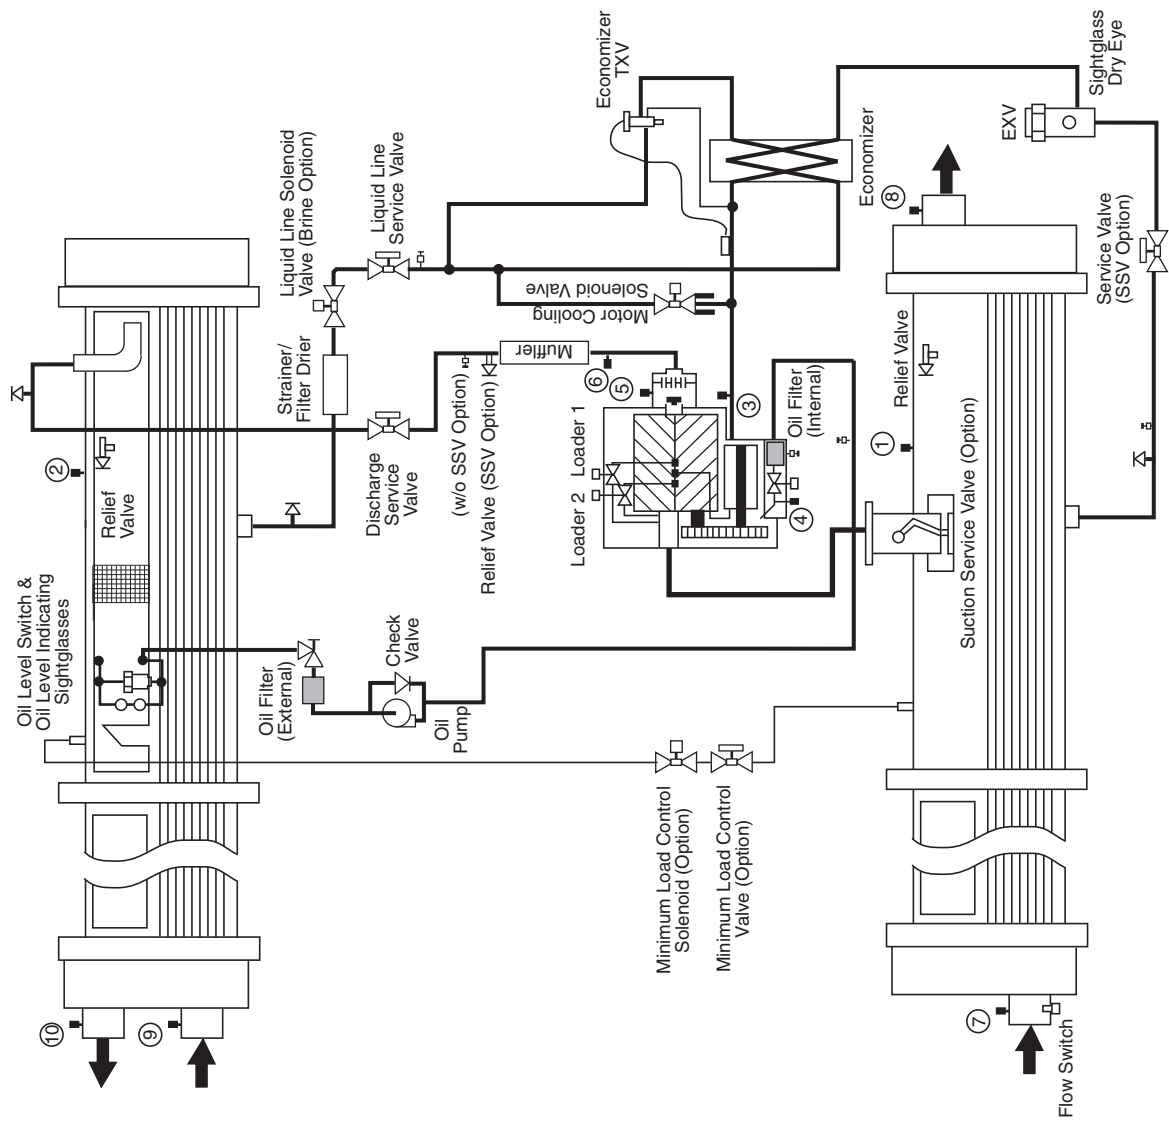 Economizer
TXV
Sightglass
Dry Eye
EXV
Economizer
8
Service Valve
(SSV Option)
Liquid Line Solenoid
Valve (Brine Option)
Liquid Line
Service Valve
Motor Cooling
Solenoid Valve
Strainer/
Filter Drier
Muffler
6
5
3
Relief Valve
1
2
Relief
Valve
Discharge
Service
Valve
(w/o SSV Option)
Relief Valve (SSV Option)
Loader 1
Loader 2
Oil Filter
(Internal)
4
Suction Service Valve (Option)
Oil Level Switch &
Oil Level Indicating
Sightglasses
Oil Filter
(External)
Check
Valve
Oil
Pump
Minimum Load Control
Solenoid (Option)
Minimum Load Control
Valve (Option)
10
9
7
Flow Switch